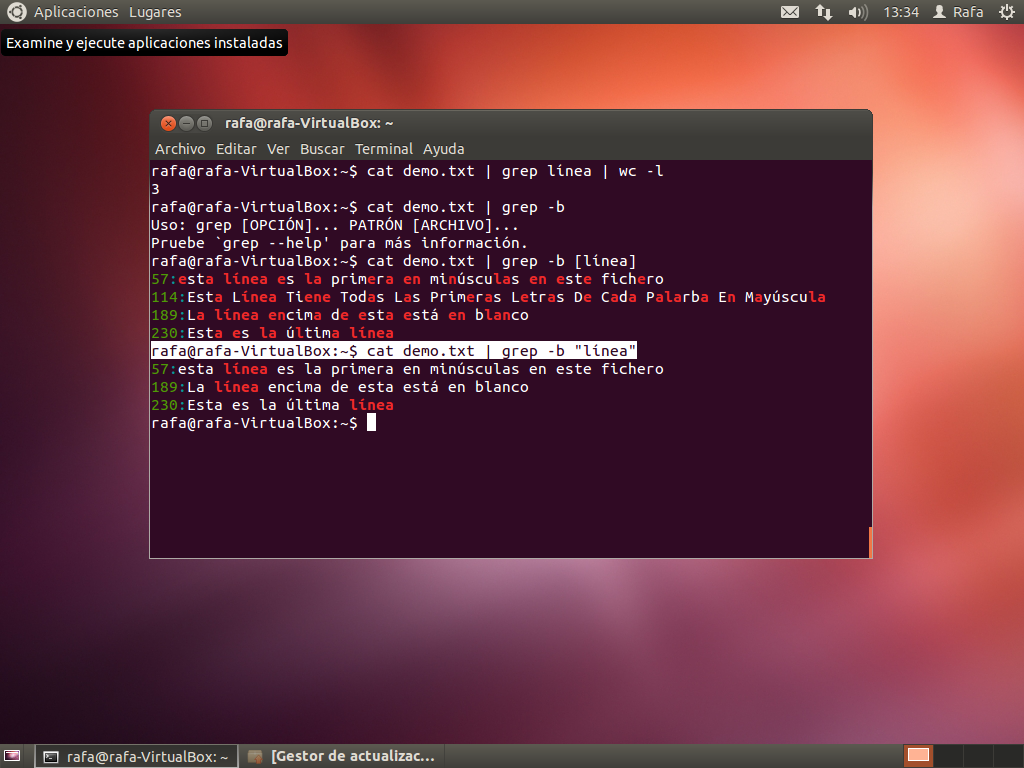 Aplicaciones Lugares 13:34 Rafa
Examine y ejecute aplicaciones instaladas
rafa@rafa-VirtualBox: ~
Archivo Editar Ver Buscar Terminal Ayuda
rafa@rafa-VirtualBox:~$ cat demo.txt | grep línea | wc -l
3
rafa@rafa-VirtualBox:~$ cat demo.txt | grep -b
Uso: grep [OPCIÓN]... PATRÓN [ARCHIVO]...
Pruebe `grep --help' para más información.
rafa@rafa-VirtualBox:~$ cat demo.txt | grep -b [línea]
57:esta línea es la primera en minúsculas en este fichero
114:Esta Línea Tiene Todas Las Primeras Letras De Cada Palarba En Mayúscula
189:La línea encima de esta está en blanco
230:Esta es la última línea
rafa@rafa-VirtualBox:~$ cat demo.txt | grep -b "línea"
57:esta línea es la primera en minúsculas en este fichero
189:La línea encima de esta está en blanco
230:Esta es la última línea
rafa@rafa-VirtualBox:~$
rafa@rafa-VirtualBox: ~ [Gestor de actualizac...